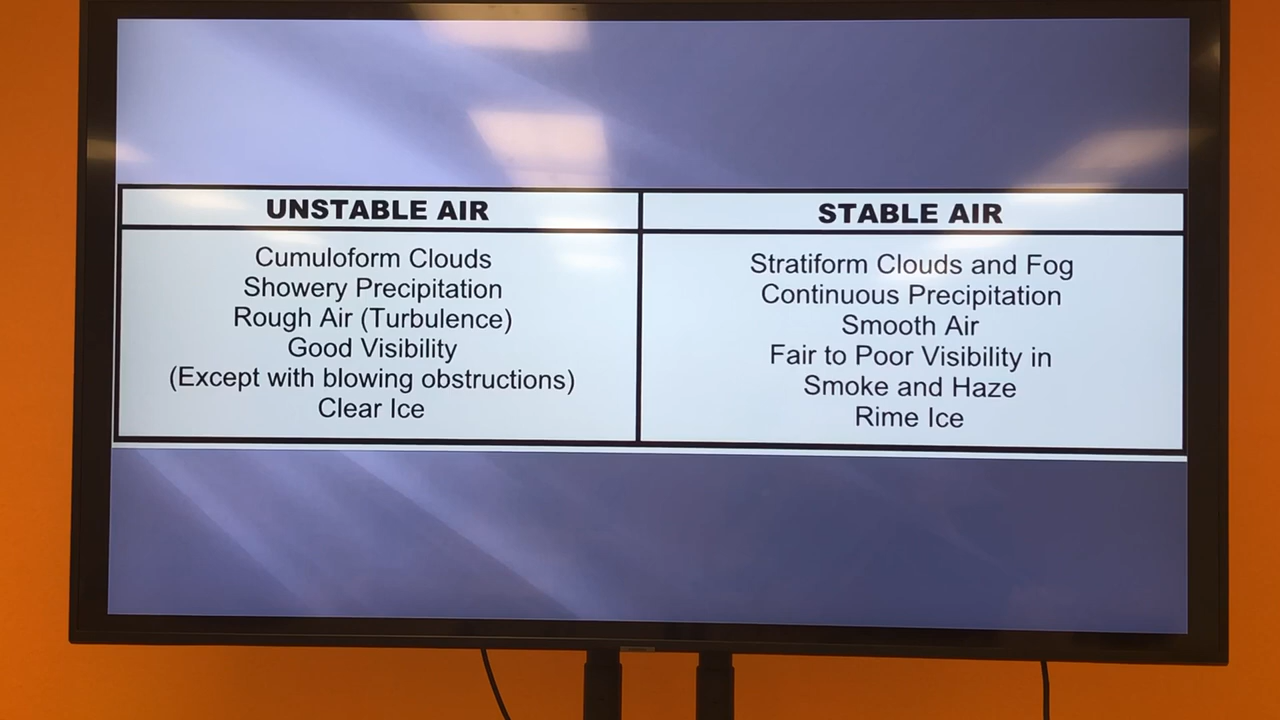 UNSTABLE AIR
Cumuloform Clouds
Showery Precipitation
Rough Air (Turbulence)
Good Visibility
(Except with blowing obstructions)
Clear Ice
STABLE AIR
Stratiform Clouds and Fog
Continuous Precipitation
Smooth Air
Fair to Poor Visibility in
Smoke and Haze
Rime Ice